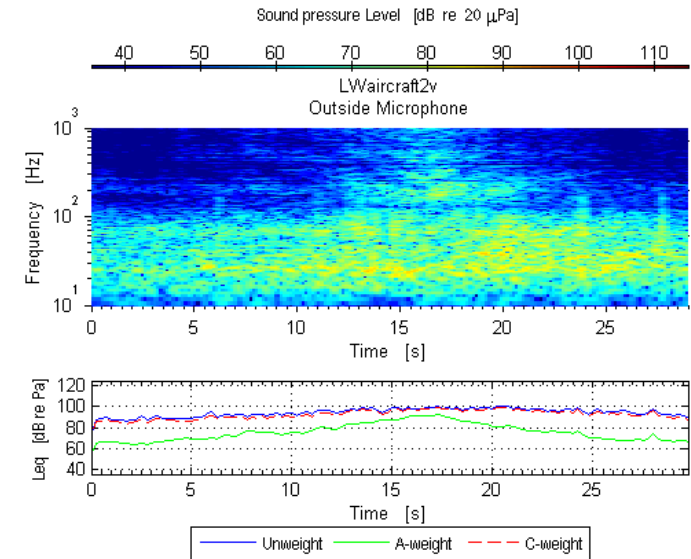 Sound pressure Level [dB re 20 µPa]
40 50 60 70 80 90 100 110
LWaircraft2v
Outside Microphone
10³
10²
10¹
Frequency [Hz]
0 5 10 15 20 25
Time [s]
120
100
80
60
40
Leq [dB re Pa]
0 5 10 15 20 25
Time [s]
Unweight A-weight C-weight